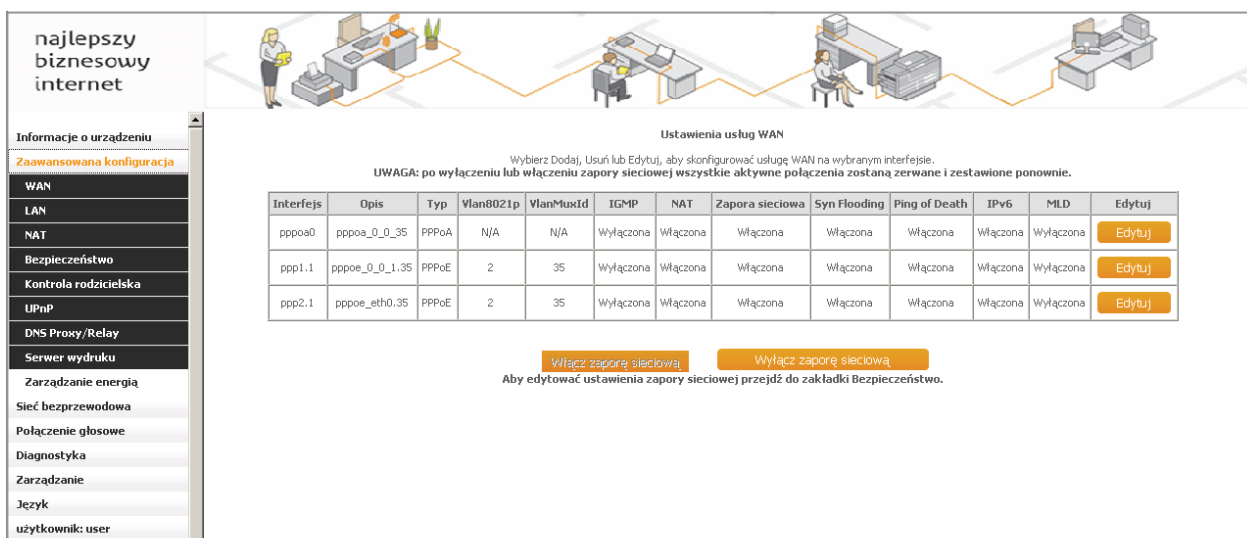 najlepszy
biznesowy
internet
Informacje o urządzeniu
Zaawansowana konfiguracja
WAN
LAN
NAT
Bezpieczeństwo
Kontrola rodzicielska
UPnP
DNS Proxy/Relay
Serwer wydruku
Zarządzanie energią
Sieć bezprzewodowa
Połączenie głosowe
Diagnostyka
Zarządzanie
Język
użytkownik: user
Ustawienia usług WAN
Wybierz Dodaj, Usuń lub Edytuj, aby skonfigurować usługę WAN na wybranym interfejsie.
UWAGA: po wyłączeniu lub włączeniu zapory sieciowej wszystkie aktywne połączenia zostaną zerwane i zestawione ponownie.
Interfejs Opis Typ Vlan8021p VlanMuxId IGMP NAT Zapora sieciowa Syn Flooding Ping of Death IPv6 MLD Edytuj
pppoa0 pppoa_0_0_35 PPPoA N/A N/A Wyłączona Włączona Włączona Włączona Włączona Włączona Wyłączona Edytuj
ppp1.1 pppoe_0_0_1.35 PPPoE 2 35 Wyłączona Włączona Włączona Włączona Włączona Włączona Wyłączona Edytuj
ppp2.1 pppoe_eth0.35 PPPoE 2 35 Wyłączona Włączona Włączona Włączona Włączona Włączona Wyłączona Edytuj
Włącz zaporę sieciową Wyłącz zaporę sieciową
Aby edytować ustawienia zapory sieciowej przejdź do zakładki Bezpieczeństwo.